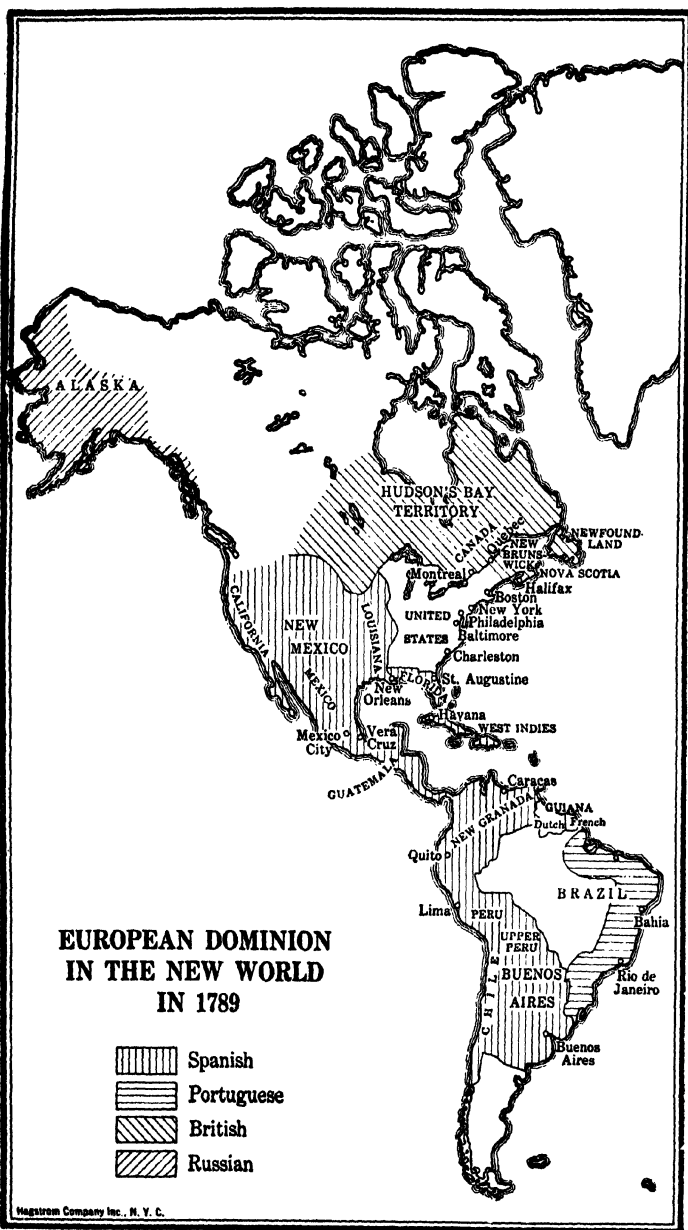 ALASKA
HUDSON'S BAY
TERRITORY
CANADA
Quebec
NEWFOUND-
LAND
NEW
BRUNS-
WICK
NOVA SCOTIA
Halifax
Montreal
Boston
New York
Philadelphia
Baltimore
UNITED
STATES
Charleston
CALIFORNIA
NEW
MEXICO
LOUISIANA
MEXICO
FLORIDA
St. Augustine
New
Orleans
Havana
WEST INDIES
Mexico
City
Vera
Cruz
GUATEMALA
Caracas
NEW GRANADA
GUIANA
Dutch
French
Quito
BRAZIL
Lima
PERU
Bahia
UPPER
PERU
BUENOS
AIRES
CHILE
Rio de
Janeiro
Buenos
Aires
EUROPEAN DOMINION
IN THE NEW WORLD
IN 1789
Spanish
Portuguese
British
Russian
Hagstrom Company Inc., N. Y. C.